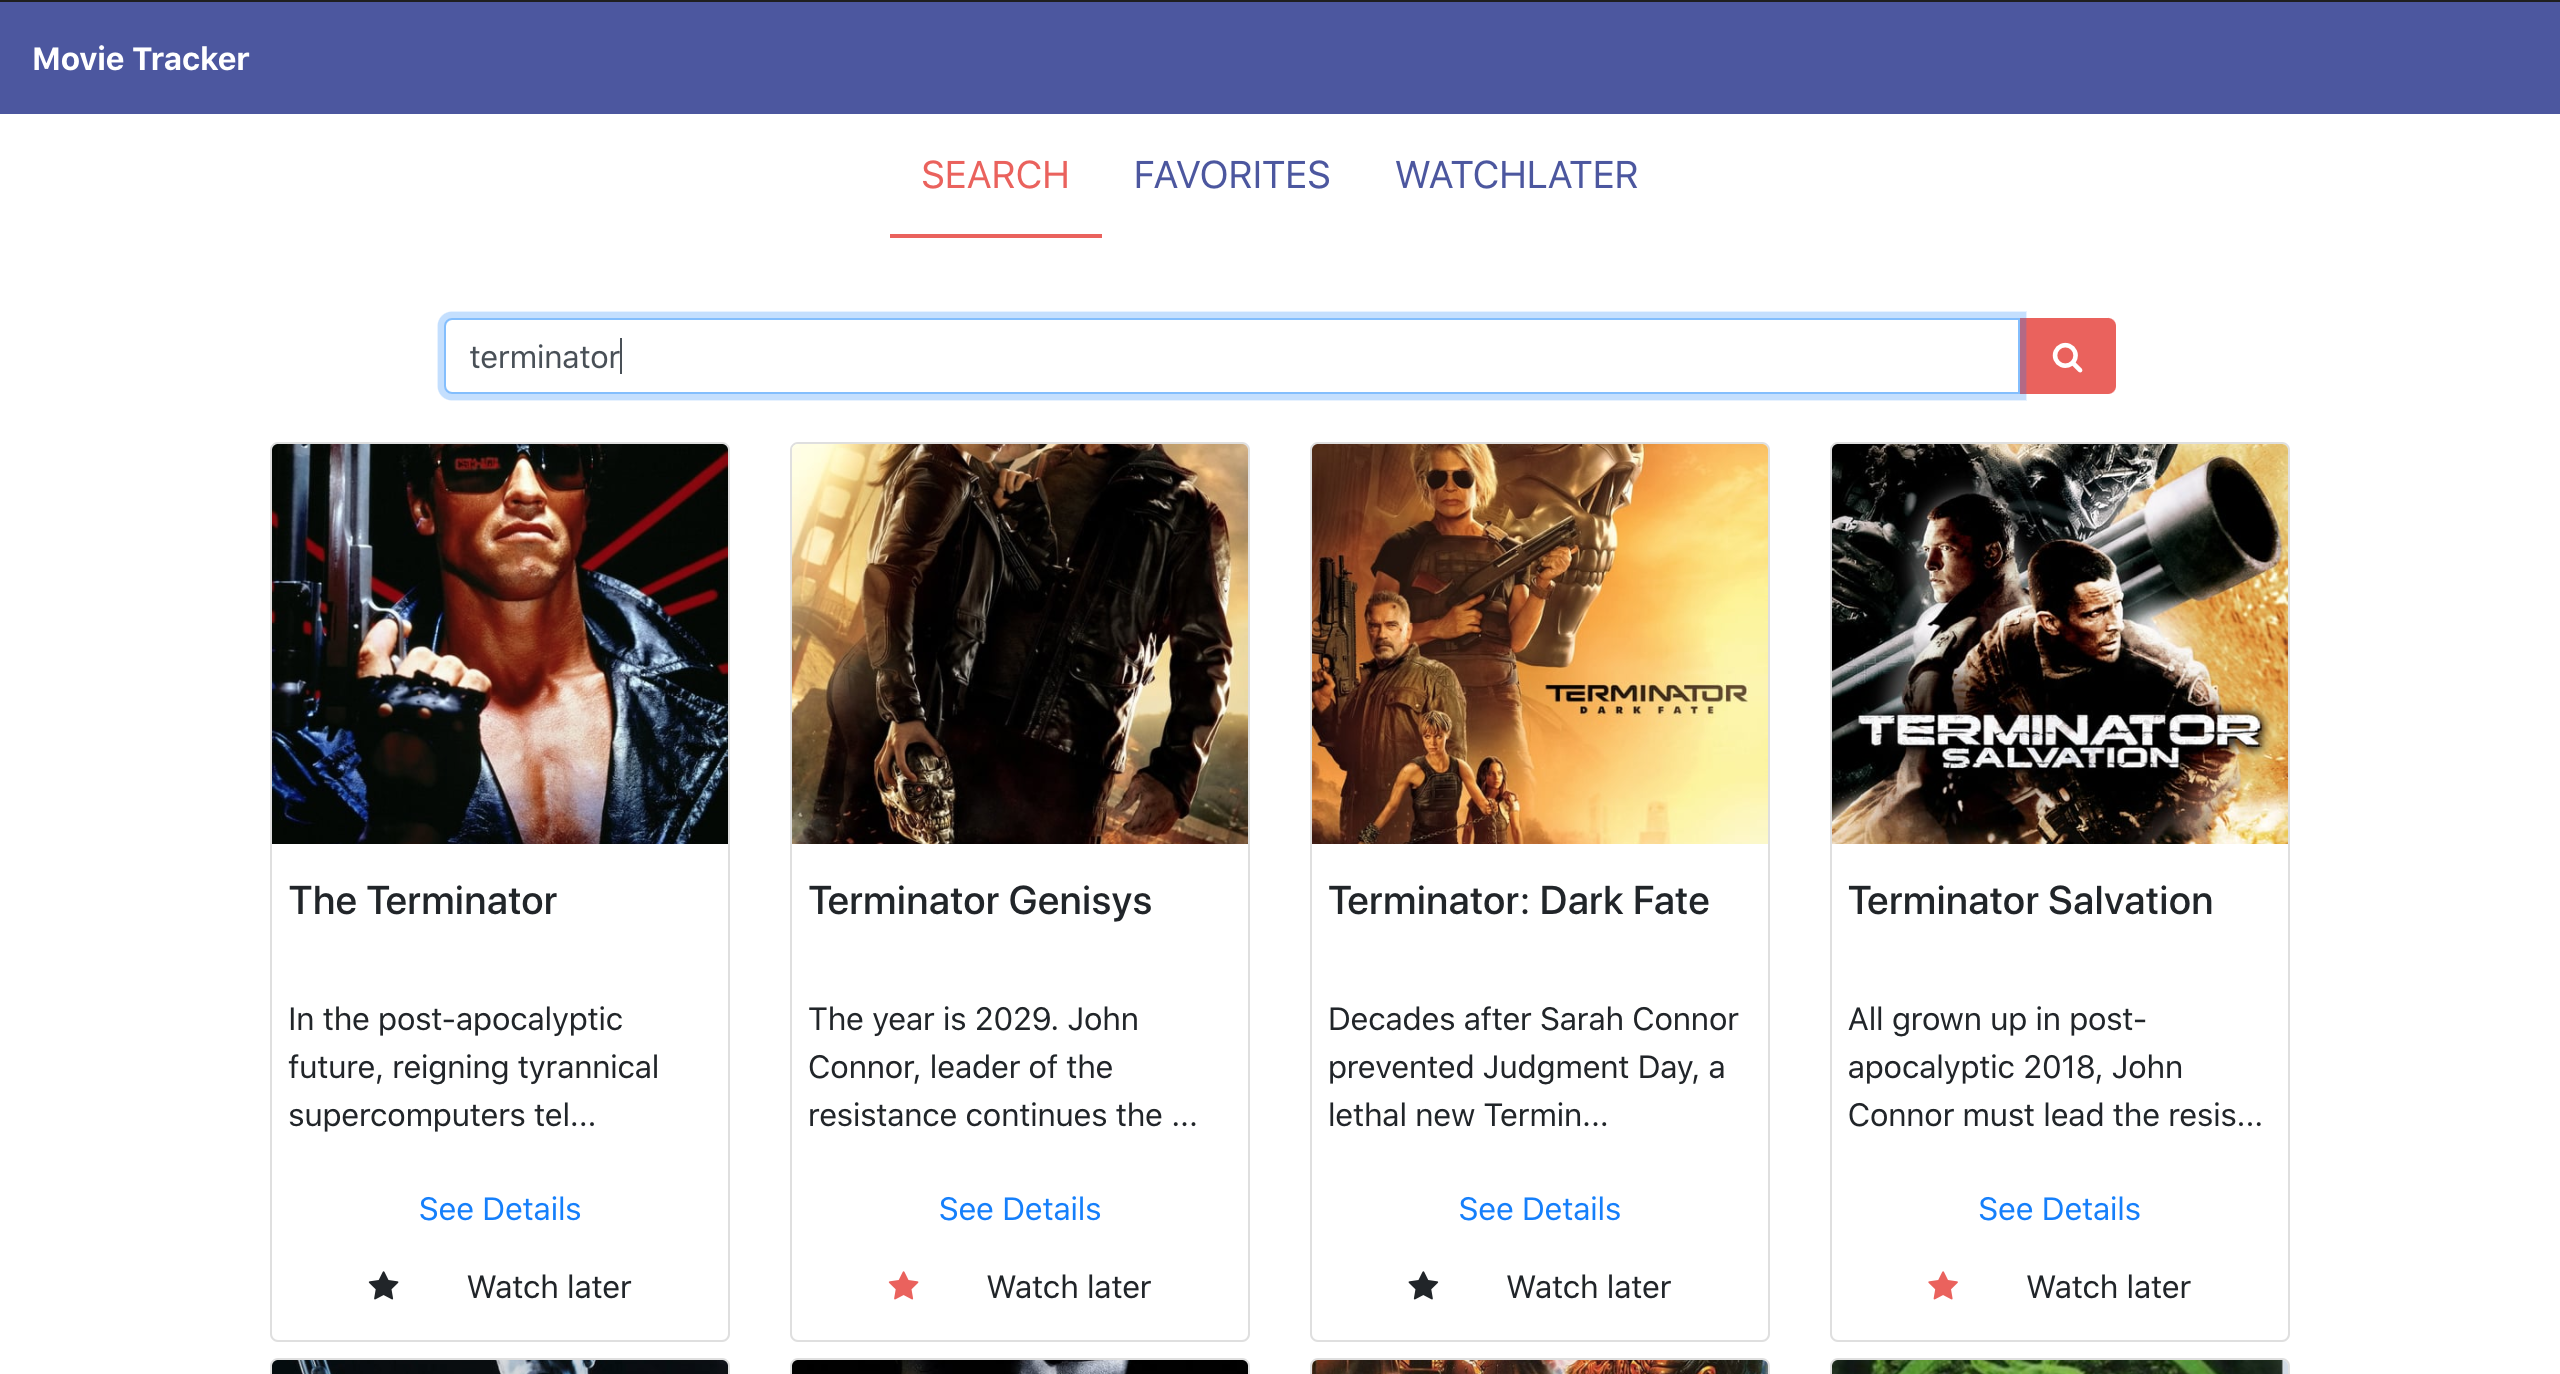 Movie Tracker
SEARCH FAVORITES WATCHLATER
terminator
TERMINATOR
DARK FATE
TERMINATOR
SALVATION
The Terminator
In the post-apocalyptic
future, reigning tyrannical
supercomputers tel...
See Details
Watch later
Terminator Genisys
The year is 2029. John
Connor, leader of the
resistance continues the ...
See Details
Watch later
Terminator: Dark Fate
Decades after Sarah Connor
prevented Judgment Day, a
lethal new Termin...
See Details
Watch later
Terminator Salvation
All grown up in post-
apocalyptic 2018, John
Connor must lead the resis...
See Details
Watch later